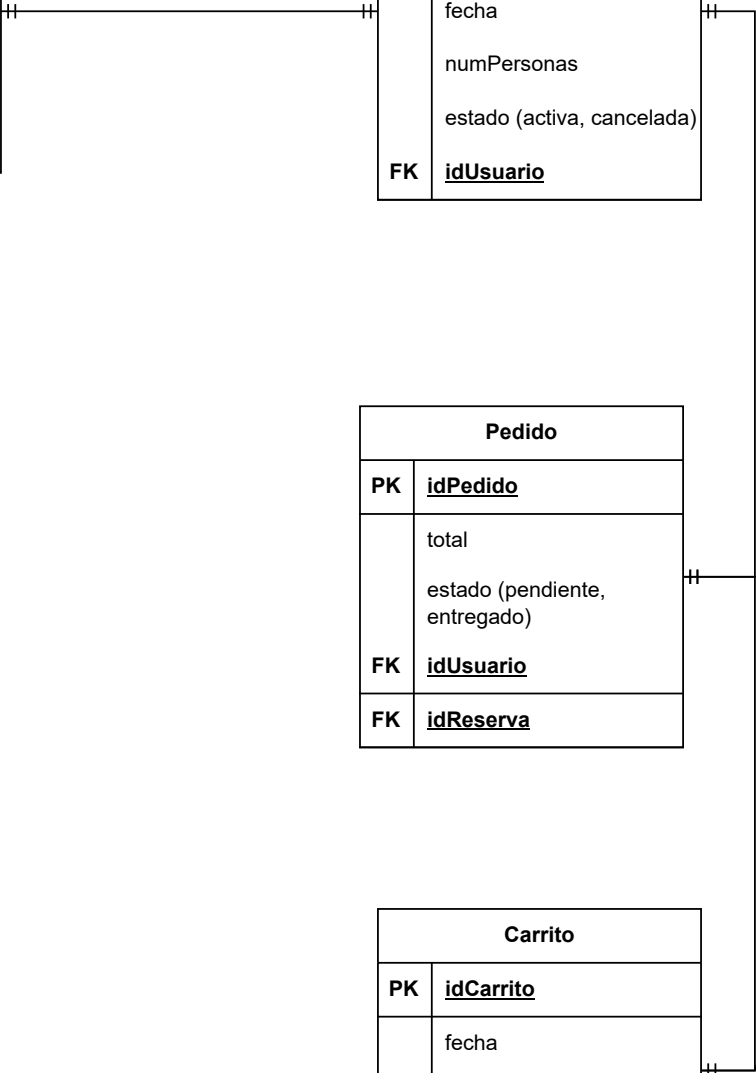 fecha
numPersonas
estado (activa, cancelada)
FK idUsuario
Pedido
PK idPedido
total
estado (pendiente,
entregado)
FK idUsuario
FK idReserva
Carrito
PK idCarrito
fecha